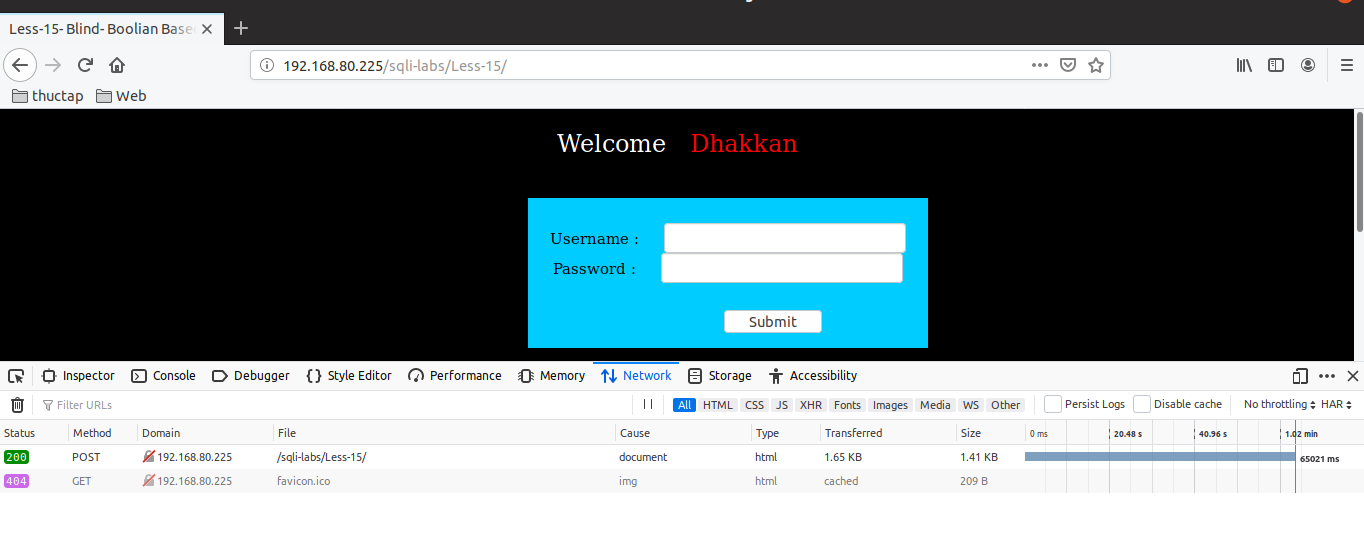 Less-15- Blind- Boolian Base
192.168.80.225/sqli-labs/Less-15/
thuctap Web
Welcome Dhakkan
Username :
Password :
Submit
Inspector Console Debugger Style Editor Performance Memory Network Storage Accessibility
Filter URLs All HTML CSS JS XHR Fonts Images Media WS Other Persist Logs Disable cache No throttling HAR
Status Method Domain File Cause Type Transferred Size 0 ms 20.48 s 40.96 s 1.02 min
200 POST 192.168.80.225 /sqli-labs/Less-15/ document html 1.65 KB 1.41 KB 65021 ms
404 GET 192.168.80.225 favicon.ico img html cached 209 B